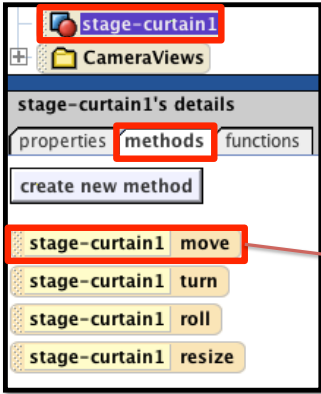 stage-curtain1
CameraViews
stage-curtain1's details
properties methods functions
create new method
stage-curtain1 move
stage-curtain1 turn
stage-curtain1 roll
stage-curtain1 resize